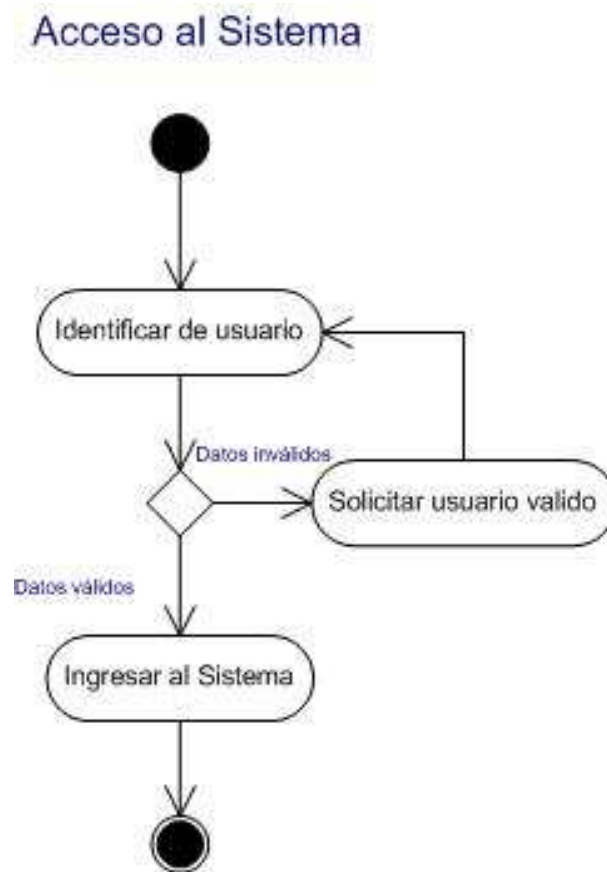 Acceso al Sistema
Identificar de usuario
Datos inválidos
Solicitar usuario valido
Datos válidos
Ingresar al Sistema